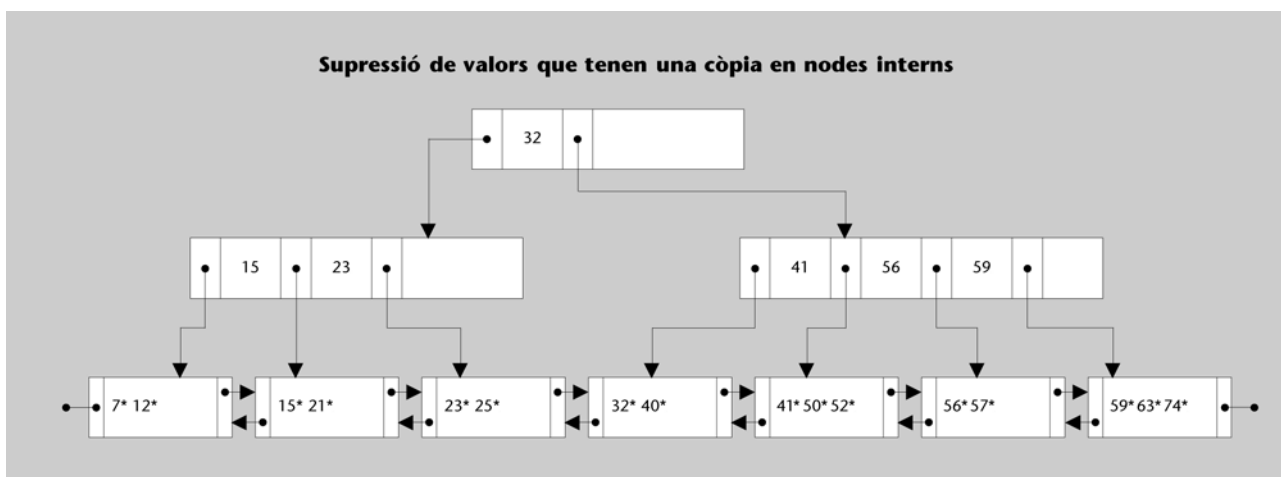 Supressió de valors que tenen una còpia en nodes interns
32
15 23
41 56 59
7* 12*
15* 21*
23* 25*
32* 40*
41* 50* 52*
56* 57*
59* 63* 74*